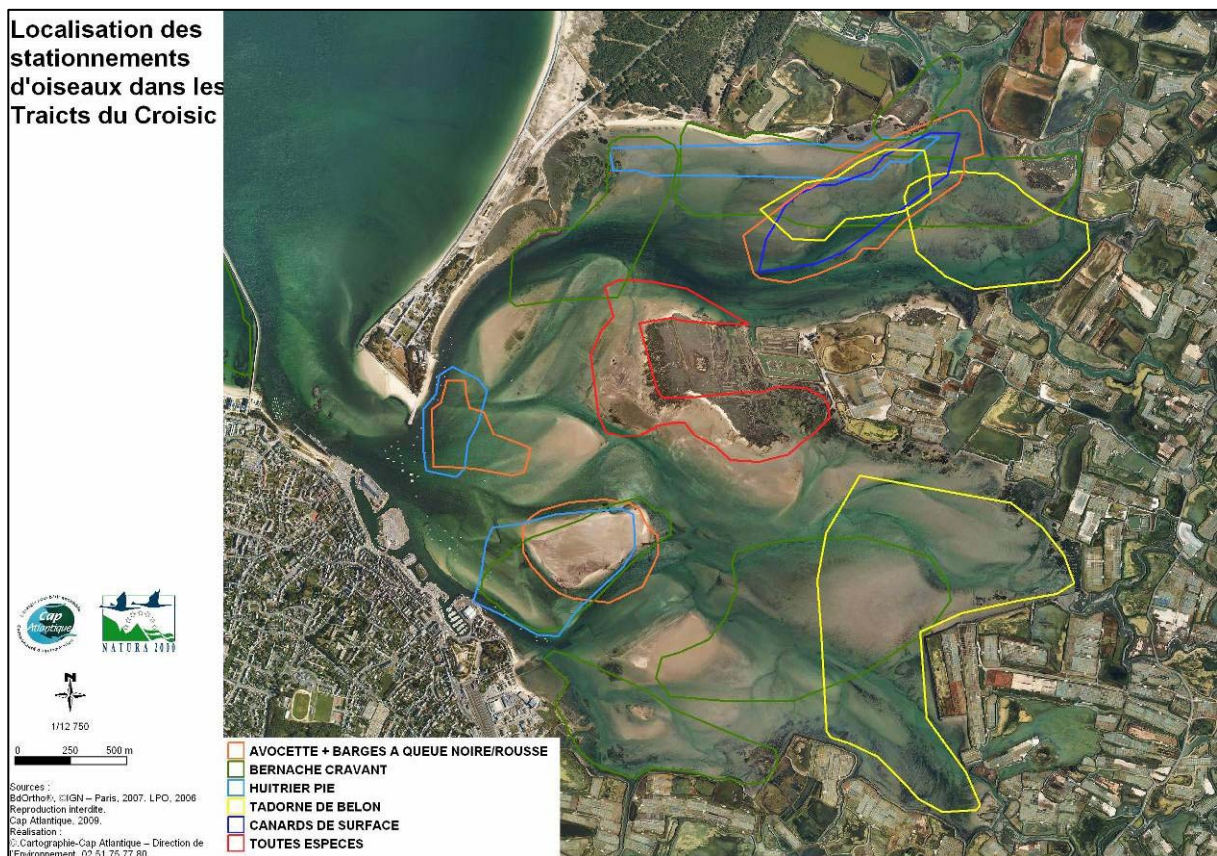 Localisation des
stationnements
d'oiseaux dans les
Traicts du Croisic
Cap
Atlantique
NATURA 2000
N
1/12 750
0 250 500 m
Sources :
BdOrtho®, ©IGN – Paris, 2007. LPO, 2006
Reproduction interdite.
Cap Atlantique, 2009.
Réalisation :
©.Cartographie-Cap Atlantique – Direction de
l'Environnement, 02.51.75.77.80
AVOCETTE + BARGES A QUEUE NOIRE/ROUSSE
BERNACHE CRAVANT
HUITRIER PIE
TADORNE DE BELON
CANARDS DE SURFACE
TOUTES ESPECES